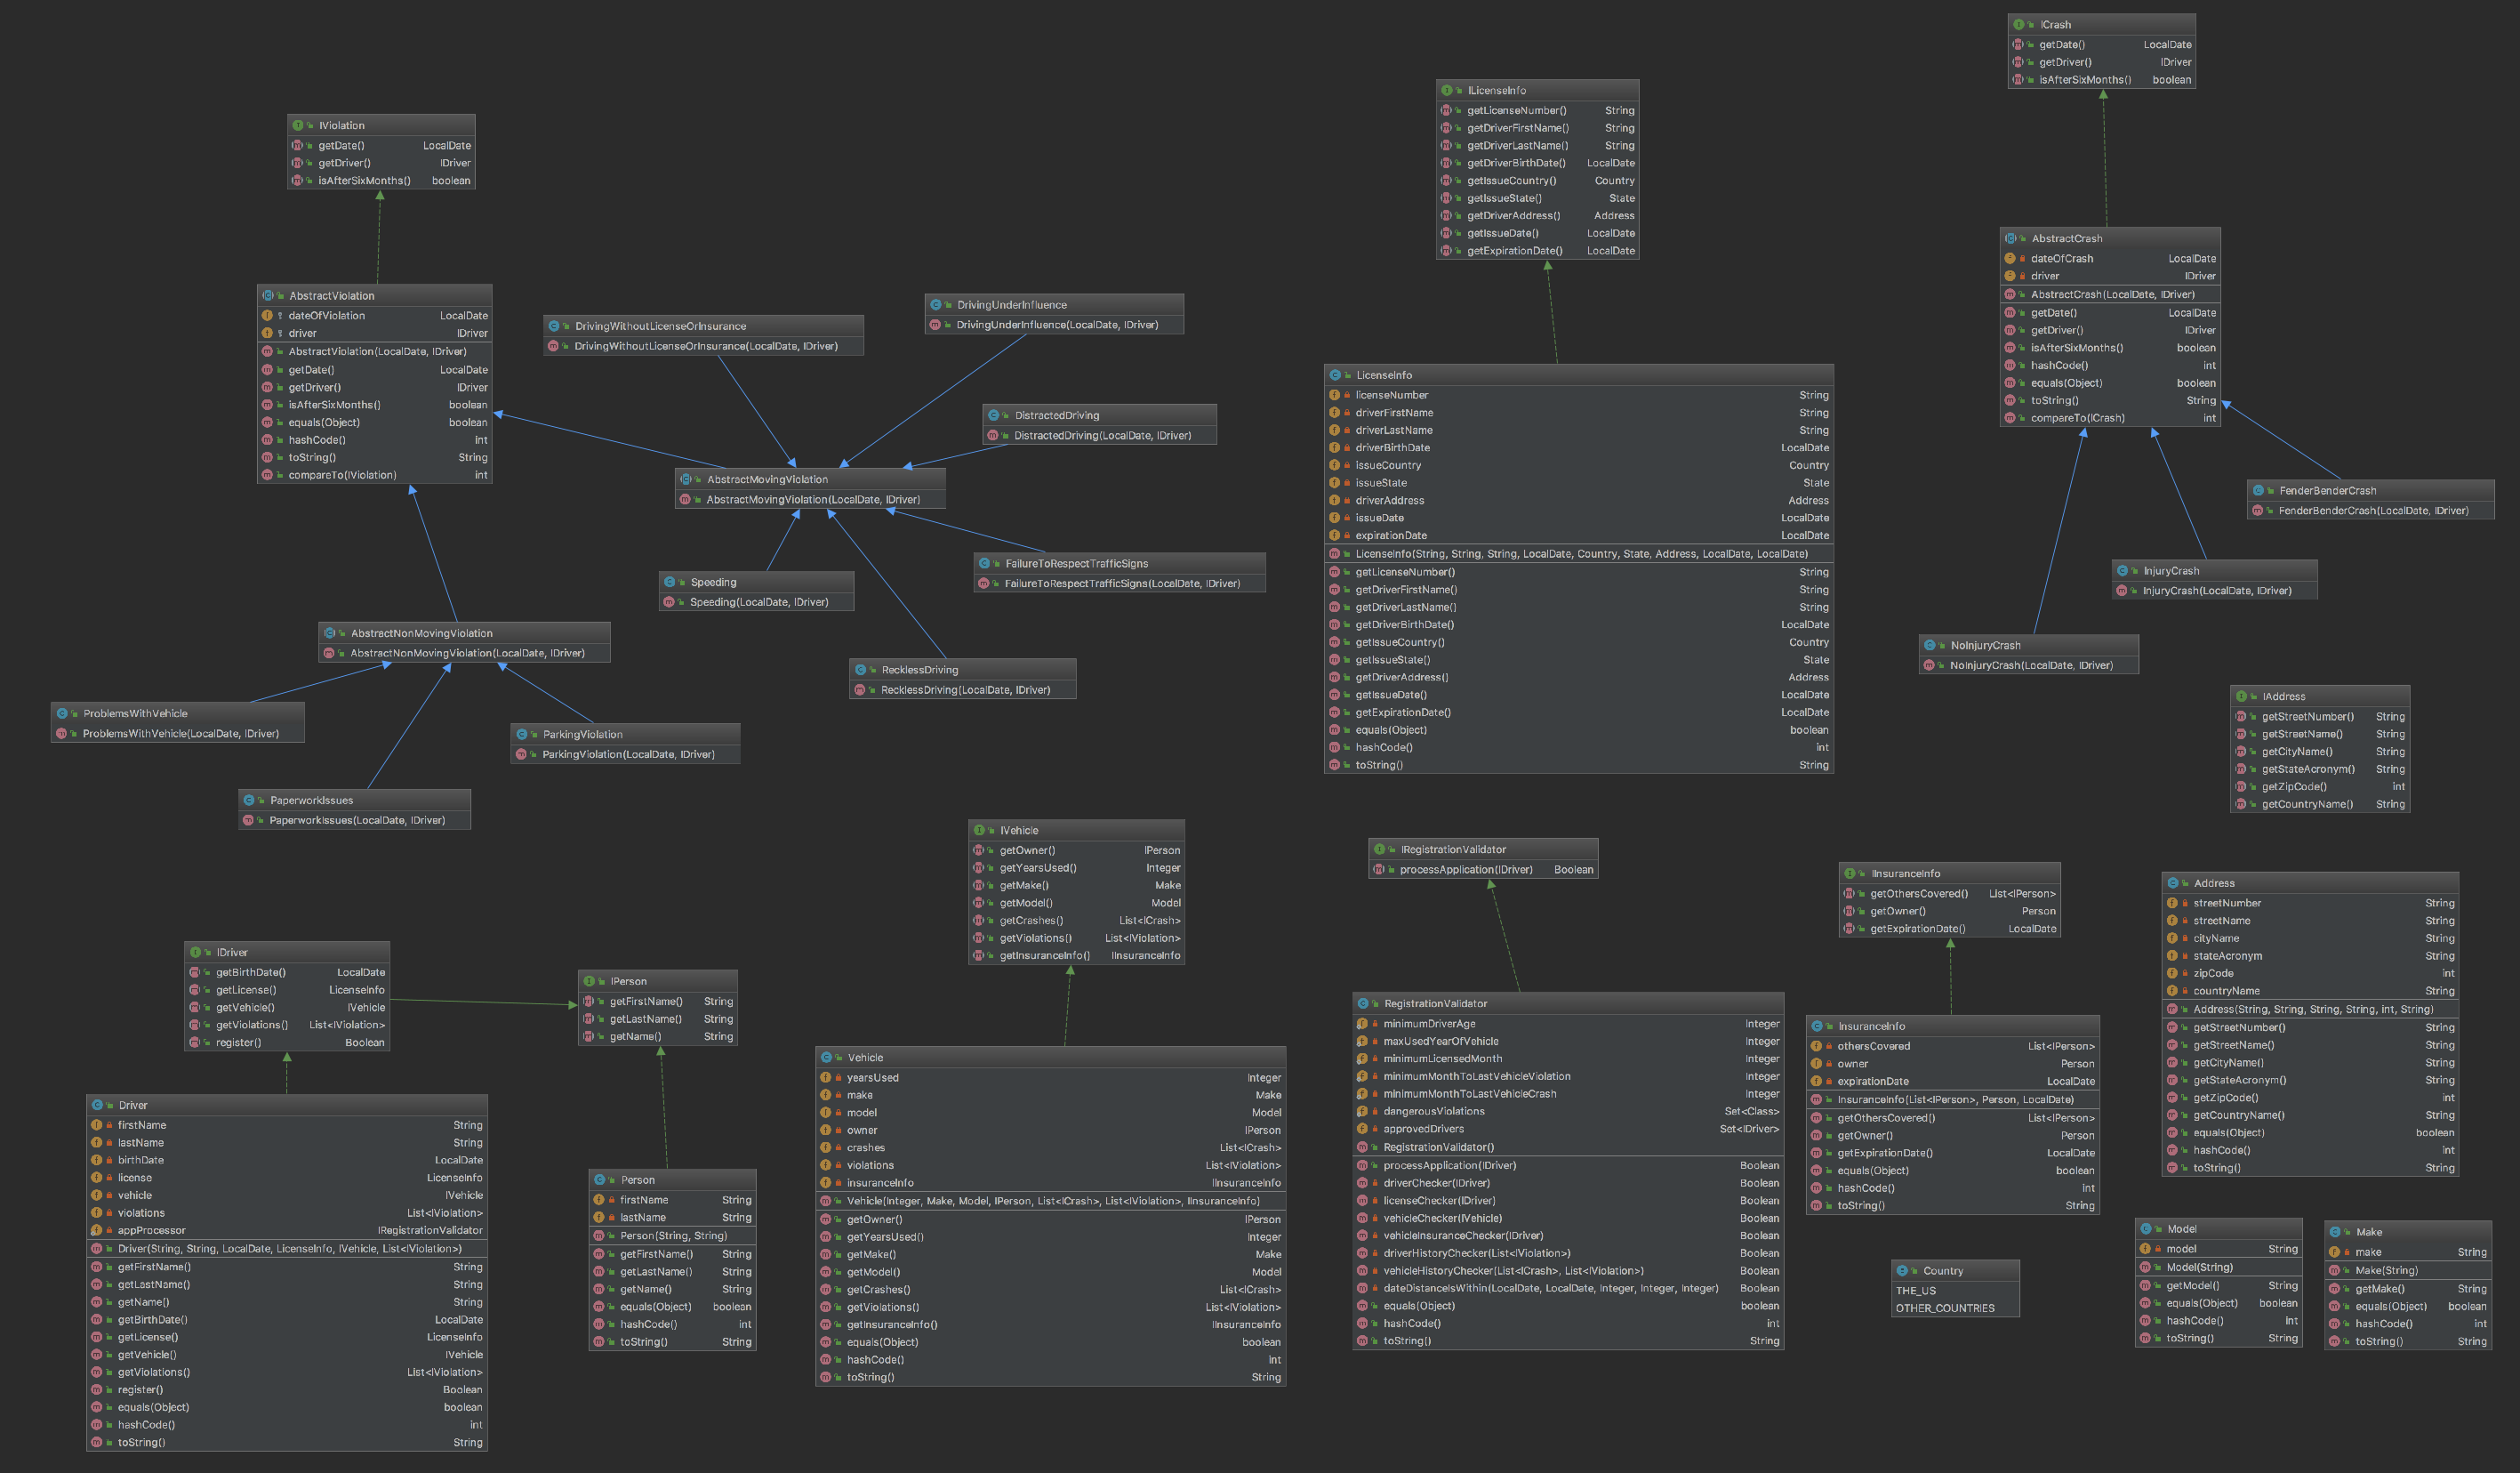 ICrash
getDate() LocalDate
getDriver() IDriver
isAfterSixMonths() boolean
ILicenseInfo
getLicenseNumber() String
getDriverFirstName() String
getDriverLastName() String
getDriverBirthDate() LocalDate
getIssueCountry() Country
getIssueState() State
getDriverAddress() Address
getIssueDate() LocalDate
getExpirationDate() LocalDate
IViolation
getDate() LocalDate
getDriver() IDriver
isAfterSixMonths() boolean
AbstractCrash
dateOfCrash LocalDate
driver IDriver
AbstractCrash(LocalDate, IDriver)
getDate() LocalDate
getDriver() IDriver
isAfterSixMonths() boolean
hashCode() int
equals(Object) boolean
toString() String
compareTo(ICrash) int
AbstractViolation
dateOfViolation LocalDate
driver IDriver
AbstractViolation(LocalDate, IDriver)
getDate() LocalDate
getDriver() IDriver
isAfterSixMonths() boolean
equals(Object) boolean
hashCode() int
toString() String
compareTo(IViolation) int
DrivingWithoutLicenseOrInsurance
DrivingWithoutLicenseOrInsurance(LocalDate, IDriver)
DrivingUnderInfluence
DrivingUnderInfluence(LocalDate, IDriver)
DistractedDriving
DistractedDriving(LocalDate, IDriver)
AbstractMovingViolation
AbstractMovingViolation(LocalDate, IDriver)
LicenseInfo
licenseNumber String
driverFirstName String
driverLastName String
driverBirthDate LocalDate
issueCountry Country
issueState State
driverAddress Address
issueDate LocalDate
expirationDate LocalDate
LicenseInfo(String, String, String, LocalDate, Country, State, Address, LocalDate, LocalDate)
getLicenseNumber() String
getDriverFirstName() String
getDriverLastName() String
getDriverBirthDate() LocalDate
getIssueCountry() Country
getIssueState() State
getDriverAddress() Address
getIssueDate() LocalDate
getExpirationDate() LocalDate
equals(Object) boolean
hashCode() int
toString() String
FenderBenderCrash
FenderBenderCrash(LocalDate, IDriver)
InjuryCrash
InjuryCrash(LocalDate, IDriver)
NoInjuryCrash
NoInjuryCrash(LocalDate, IDriver)
Speeding
Speeding(LocalDate, IDriver)
FailureToRespectTrafficSigns
FailureToRespectTrafficSigns(LocalDate, IDriver)
RecklessDriving
RecklessDriving(LocalDate, IDriver)
AbstractNonMovingViolation
AbstractNonMovingViolation(LocalDate, IDriver)
ProblemsWithVehicle
ProblemsWithVehicle(LocalDate, IDriver)
ParkingViolation
ParkingViolation(LocalDate, IDriver)
PaperworkIssues
PaperworkIssues(LocalDate, IDriver)
IAddress
getStreetNumber() String
getStreetName() String
getCityName() String
getStateAcronym() String
getZipCode() int
getCountryName() String
IVehicle
getOwner() IPerson
getYearsUsed() Integer
getMake() Make
getModel() Model
getCrashes() List<ICrash>
getViolations() List<IViolation>
getInsuranceInfo() IInsuranceInfo
IRegistrationValidator
processApplication(IDriver) Boolean
IInsuranceInfo
getOthersCovered() List<IPerson>
getOwner() Person
getExpirationDate() LocalDate
Address
streetNumber String
streetName String
cityName String
stateAcronym String
zipCode int
countryName String
Address(String, String, String, String, int, String)
getStreetNumber() String
getStreetName() String
getCityName() String
getStateAcronym() String
getZipCode() int
getCountryName() String
equals(Object) boolean
hashCode() int
toString() String
IDriver
getBirthDate() LocalDate
getLicense() LicenseInfo
getVehicle() IVehicle
getViolations() List<IViolation>
register() Boolean
IPerson
getFirstName() String
getLastName() String
getName() String
Driver
firstName String
lastName String
birthDate LocalDate
license LicenseInfo
vehicle IVehicle
violations List<IViolation>
appProcessor IRegistrationValidator
Driver(String, String, LocalDate, LicenseInfo, IVehicle, List<IViolation>)
getFirstName() String
getLastName() String
getName() String
getBirthDate() LocalDate
getLicense() LicenseInfo
getVehicle() IVehicle
getViolations() List<IViolation>
register() Boolean
equals(Object) boolean
hashCode() int
toString() String
Person
firstName String
lastName String
Person(String, String)
getFirstName() String
getLastName() String
getName() String
equals(Object) boolean
hashCode() int
toString() String
Vehicle
yearsUsed Integer
make Make
model Model
owner IPerson
crashes List<ICrash>
violations List<IViolation>
insuranceInfo IInsuranceInfo
Vehicle(Integer, Make, Model, IPerson, List<ICrash>, List<IViolation>, IInsuranceInfo)
getOwner() IPerson
getYearsUsed() Integer
getMake() Make
getModel() Model
getCrashes() List<ICrash>
getViolations() List<IViolation>
getInsuranceInfo() IInsuranceInfo
equals(Object) boolean
hashCode() int
toString() String
RegistrationValidator
minimumDriverAge Integer
maxUsedYearOfVehicle Integer
minimumLicensedMonth Integer
minimumMonthToLastVehicleViolation Integer
minimumMonthToLastVehicleCrash Integer
dangerousViolations Set<Class>
approvedDrivers Set<IDriver>
RegistrationValidator()
processApplication(IDriver) Boolean
driverChecker(IDriver) Boolean
licenseChecker(IDriver) Boolean
vehicleChecker(IVehicle) Boolean
vehicleInsuranceChecker(IDriver) Boolean
driverHistoryChecker(List<IViolation>) Boolean
vehicleHistoryChecker(List<ICrash>, List<IViolation>) Boolean
dateDistanceIsWithin(LocalDate, LocalDate, Integer, Integer, Integer) Boolean
equals(Object) boolean
hashCode() int
toString() String
InsuranceInfo
othersCovered List<IPerson>
owner Person
expirationDate LocalDate
InsuranceInfo(List<IPerson>, Person, LocalDate)
getOthersCovered() List<IPerson>
getOwner() Person
getExpirationDate() LocalDate
equals(Object) boolean
hashCode() int
toString() String
Country
THE_US
OTHER_COUNTRIES
Model
model String
Model(String)
getModel() String
equals(Object) boolean
hashCode() int
toString() String
Make
make String
Make(String)
getMake() String
equals(Object) boolean
hashCode() int
toString() String